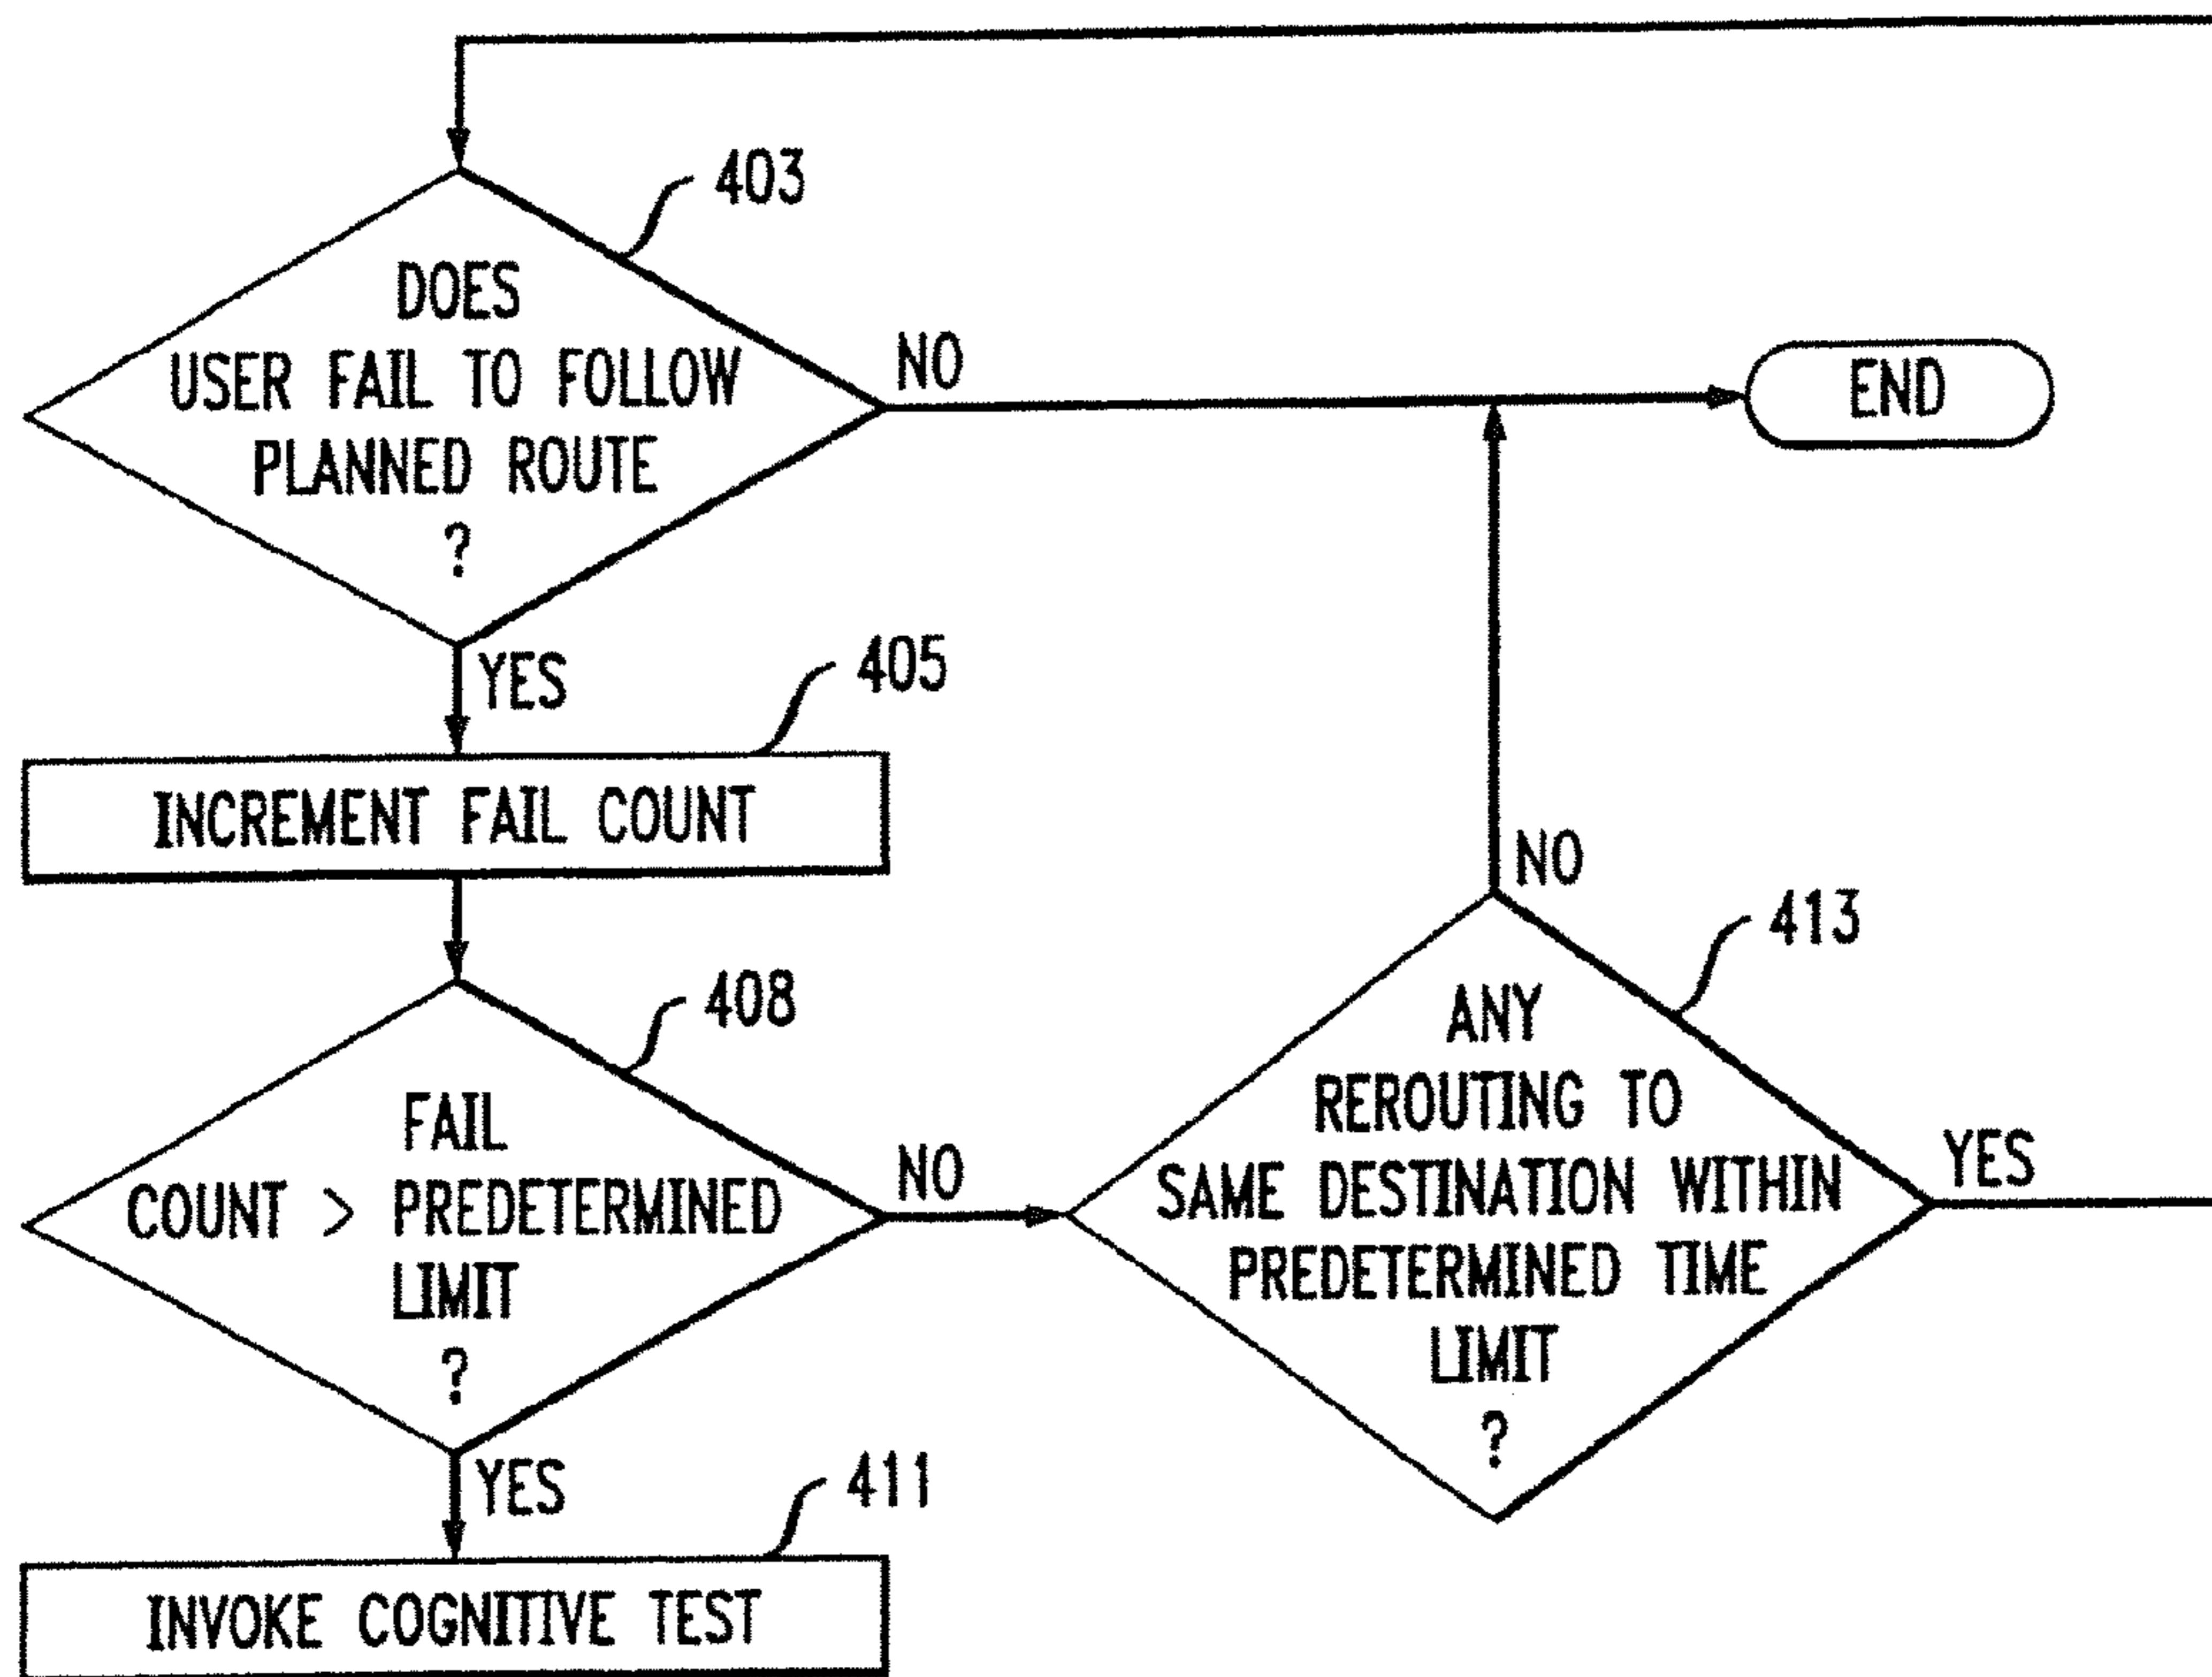 403
DOES
USER FAIL TO FOLLOW
PLANNED ROUTE
?
NO
END
YES
405
INCREMENT FAIL COUNT
408
FAIL
COUNT > PREDETERMINED
LIMIT
?
NO
YES
411
INVOKE COGNITIVE TEST
NO
413
ANY
REROUTING TO
SAME DESTINATION WITHIN
PREDETERMINED TIME
LIMIT
?
YES